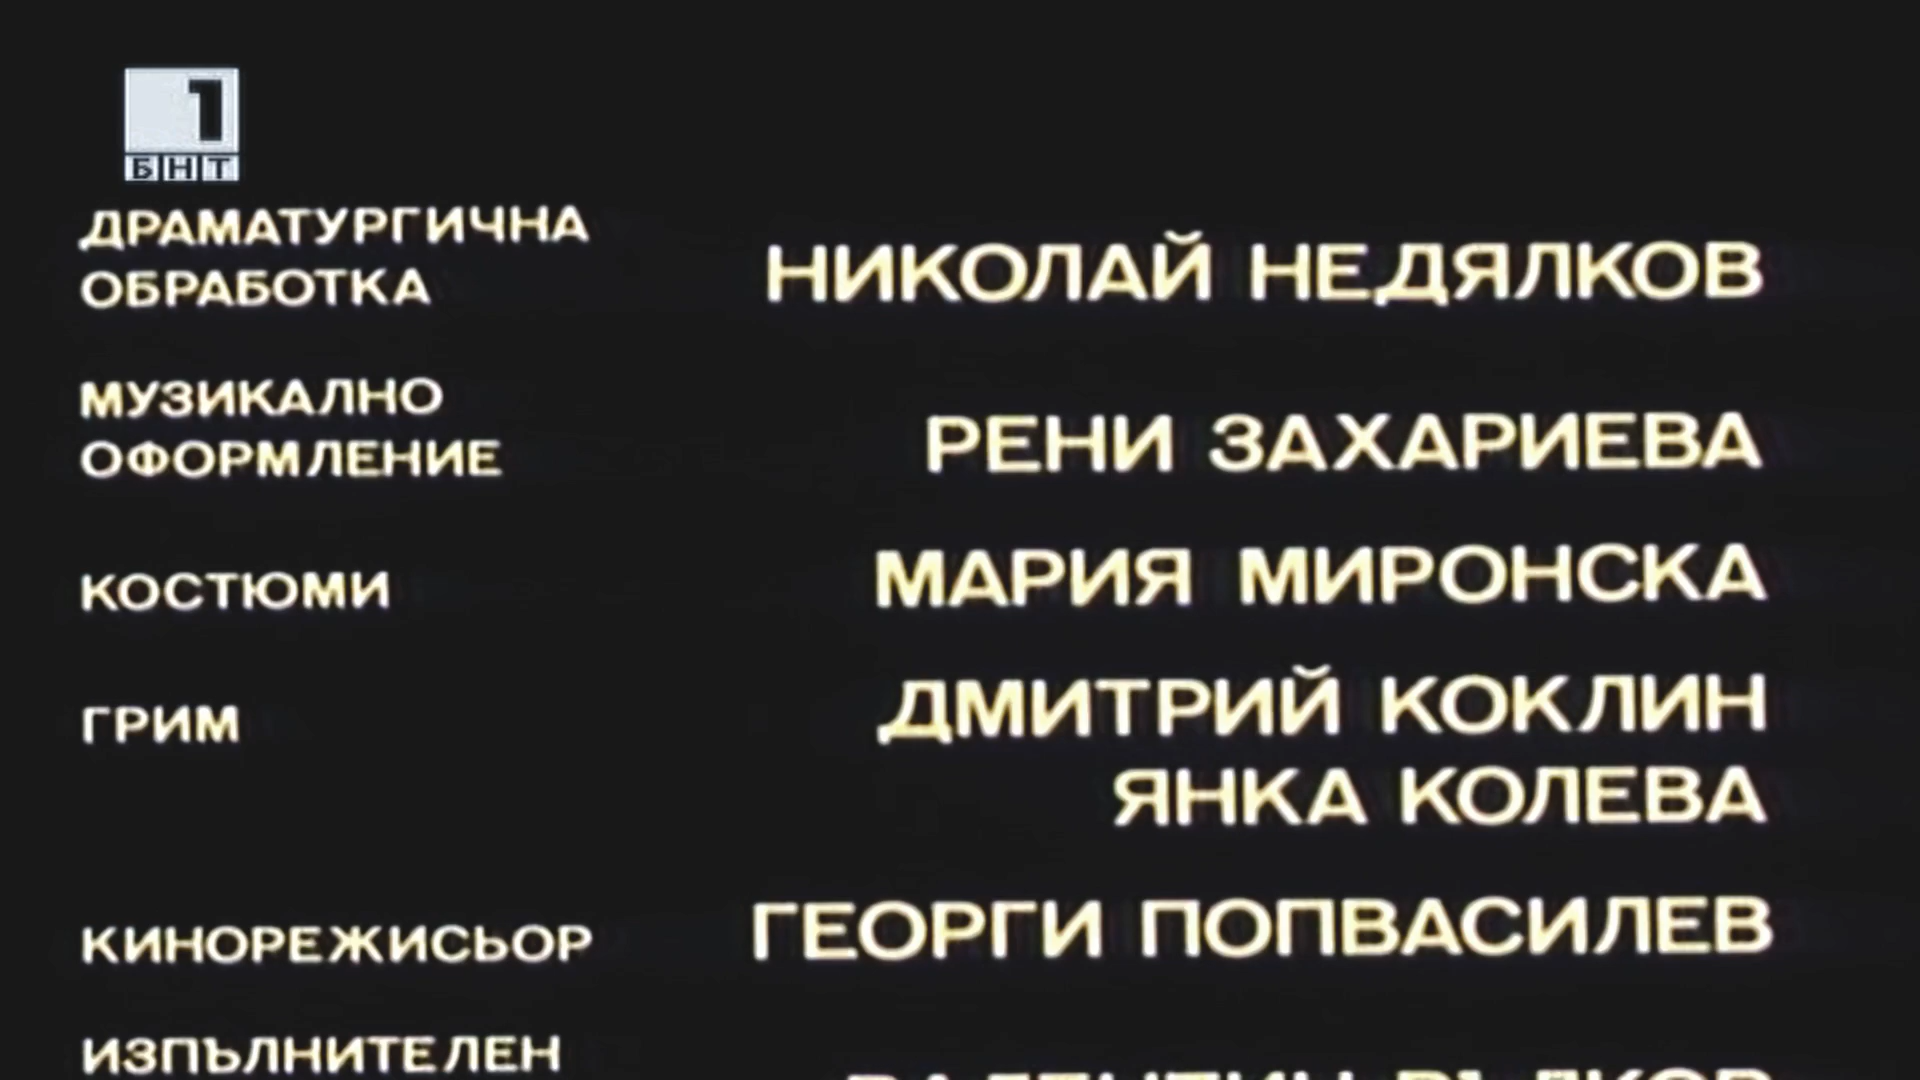 1
БНТ
ДРАМАТУРГИЧНА
ОБРАБОТКА
НИКОЛАЙ НЕДЯЛКОВ
МУЗИКАЛНО
ОФОРМЛЕНИЕ
РЕНИ ЗАХАРИЕВА
КОСТЮМИ
МАРИЯ МИРОНСКА
ГРИМ
ДМИТРИЙ КОКЛИН
ЯНКА КОЛЕВА
КИНОРЕЖИСЬОР
ГЕОРГИ ПОПВАСИЛЕВ
ИЗПЪЛНИТЕЛЕН